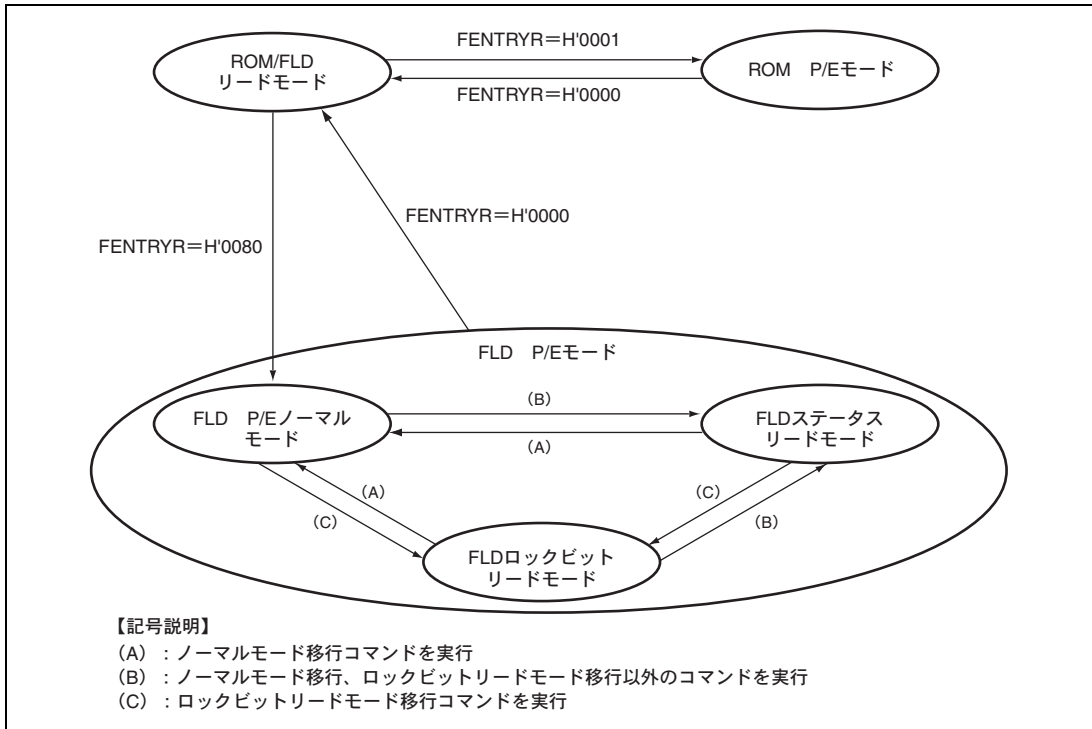 FENTRYR＝H'0001
ROM/FLD
リードモード
ROM　P/Eモード
FENTRYR＝H'0000
FENTRYR＝H'0000
FENTRYR＝H'0080
FLD　P/Eモード
FLD　P/Eノーマル
モード
(B)
(A)
FLDステータス
リードモード
(A)
(C)
(C)
(B)
FLDロックビット
リードモード
【記号説明】
(A) ：ノーマルモード移行コマンドを実行
(B) ：ノーマルモード移行、ロックビットリードモード移行以外のコマンドを実行
(C) ：ロックビットリードモード移行コマンドを実行